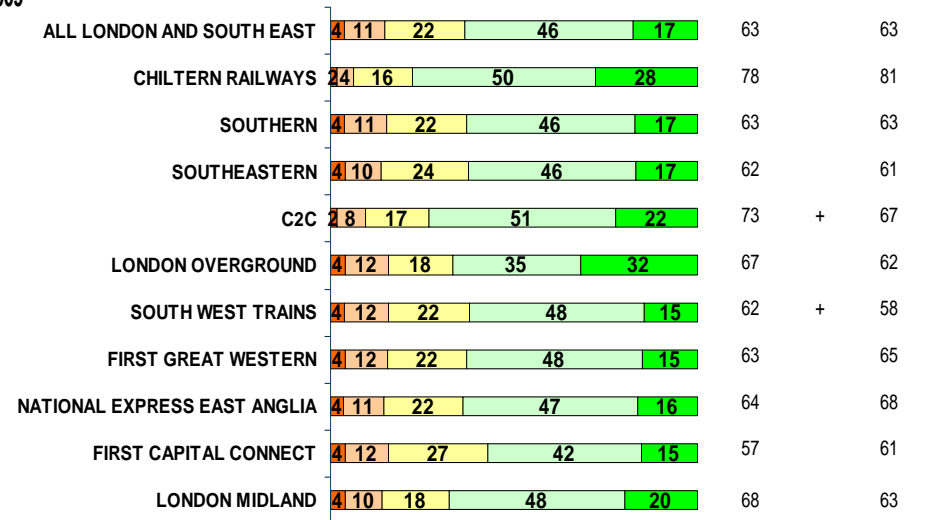 ALL LONDON AND SOUTH EAST 4 11 22 46 17 63 63
CHILTERN RAILWAYS 2 4 16 50 28 78 81
SOUTHERN 4 11 22 46 17 63 63
SOUTHEASTERN 4 10 24 46 17 62 61
C2C 2 8 17 51 22 73 + 67
LONDON OVERGROUND 4 12 18 35 32 67 62
SOUTH WEST TRAINS 4 12 22 48 15 62 + 58
FIRST GREAT WESTERN 4 12 22 48 15 63 65
NATIONAL EXPRESS EAST ANGLIA 4 11 22 47 16 64 68
FIRST CAPITAL CONNECT 4 12 27 42 15 57 61
LONDON MIDLAND 4 10 18 48 20 68 63